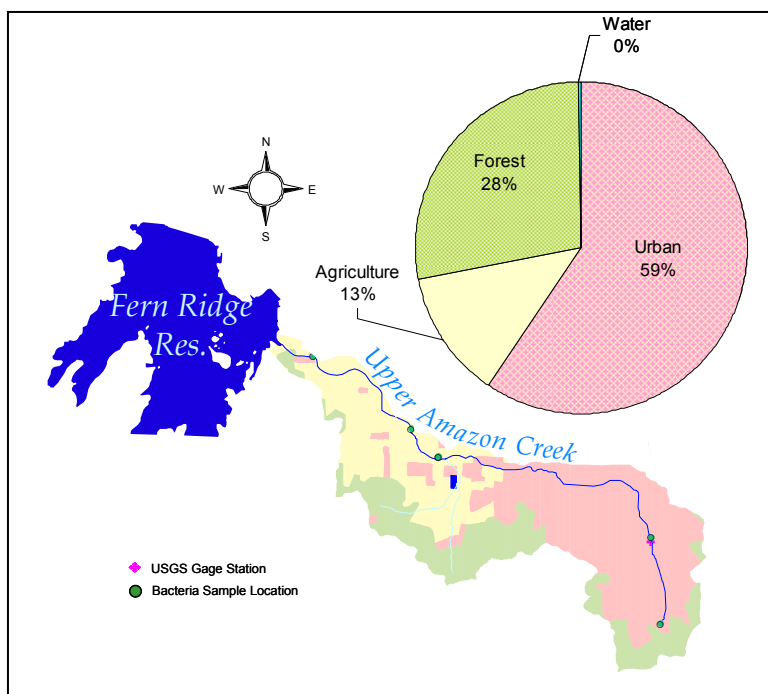 Water
0%
Forest
28%
Urban
59%
Agriculture
13%
N
W
E
S
Fern Ridge
Res.
Upper Amazon Creek
USGS Gage Station
Bacteria Sample Location